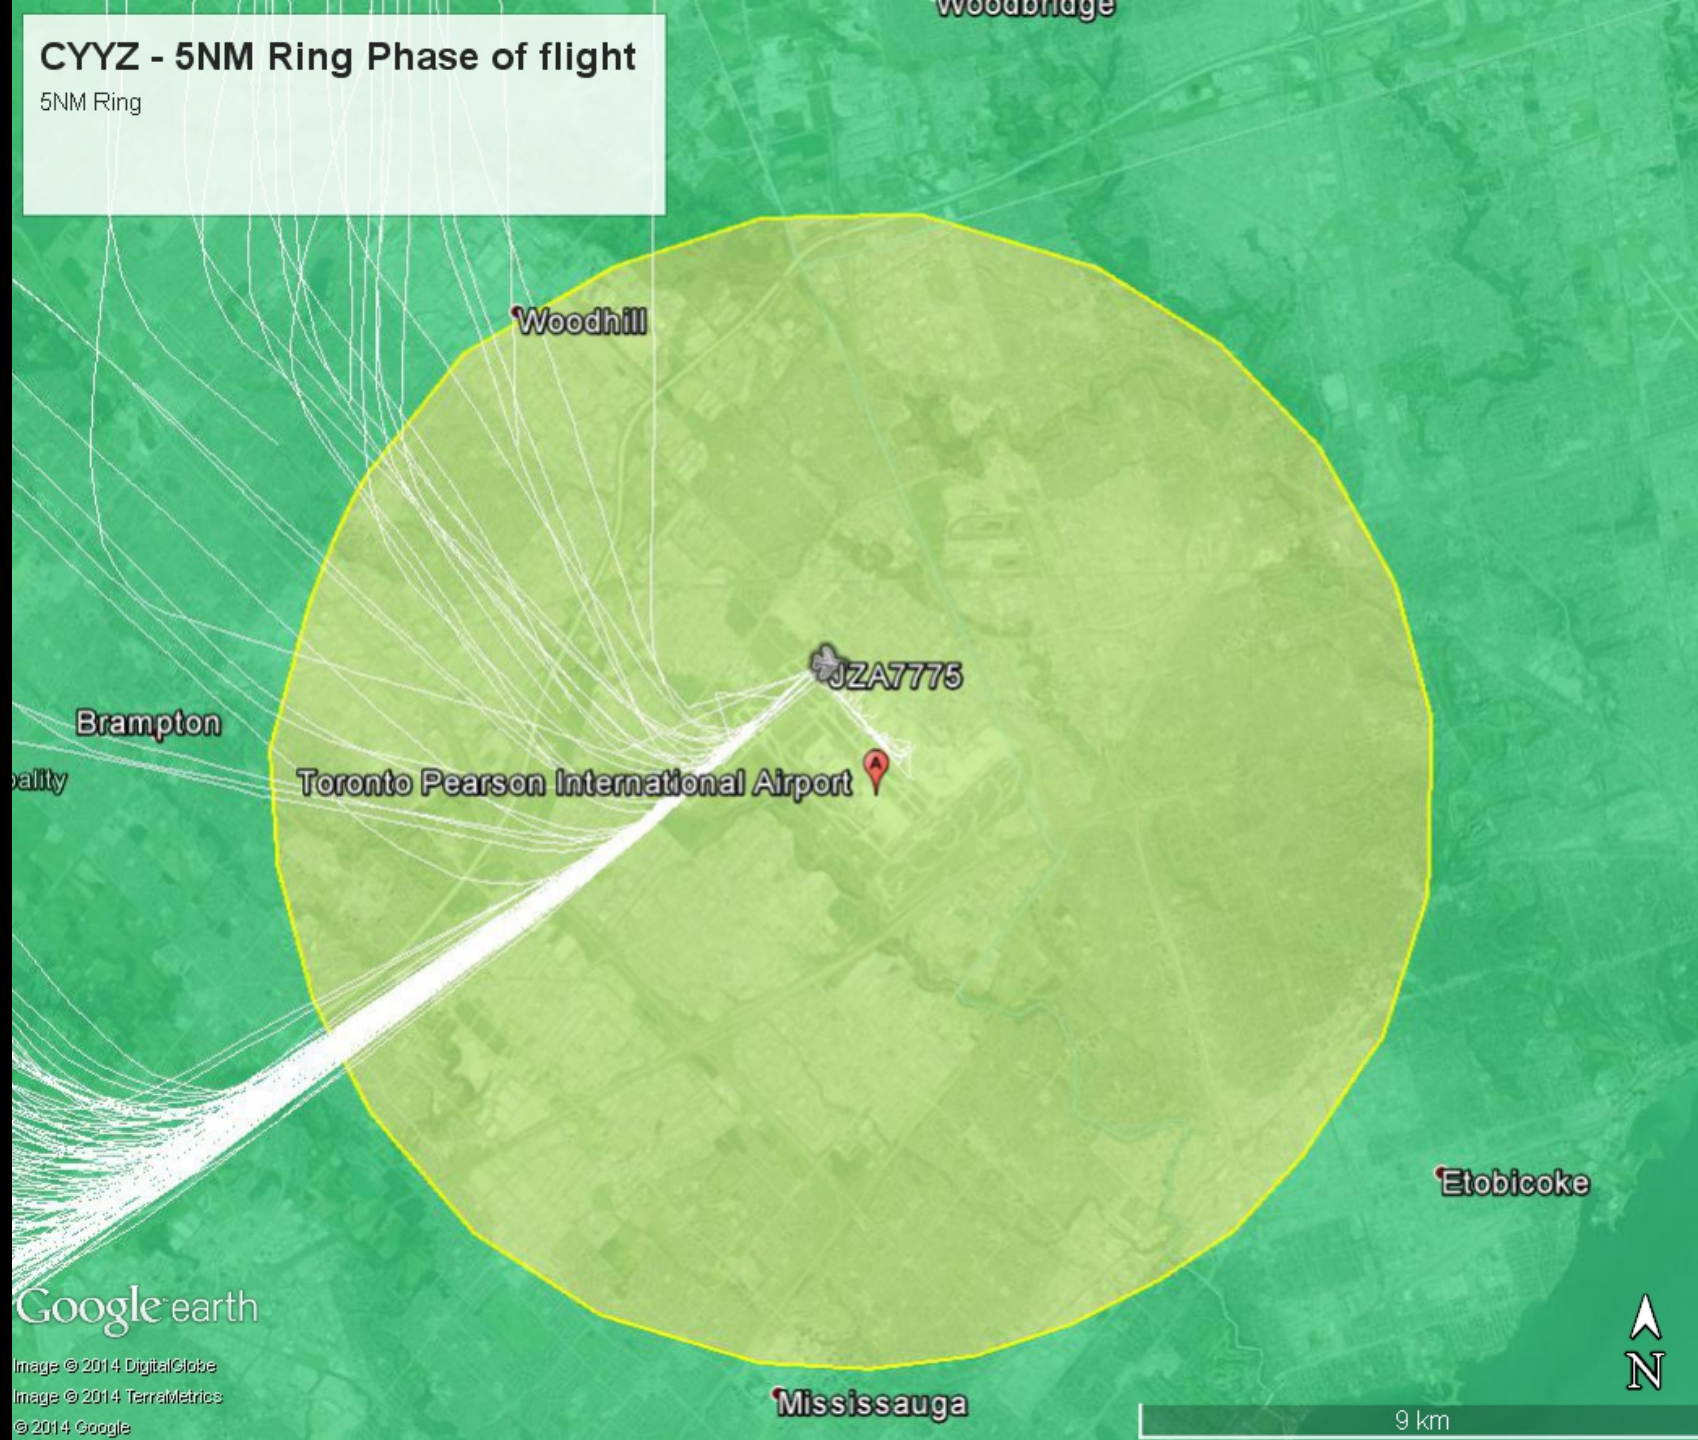 Woodbridge
CYYZ - 5NM Ring Phase of flight
5NM Ring
Woodhill
JZA7775
Brampton
ality
Toronto Pearson International Airport
A
Etobicoke
Google earth
Image © 2014 DigitalGlobe
Image © 2014 TerraMetrics
© 2014 Google
Mississauga
N
9 km